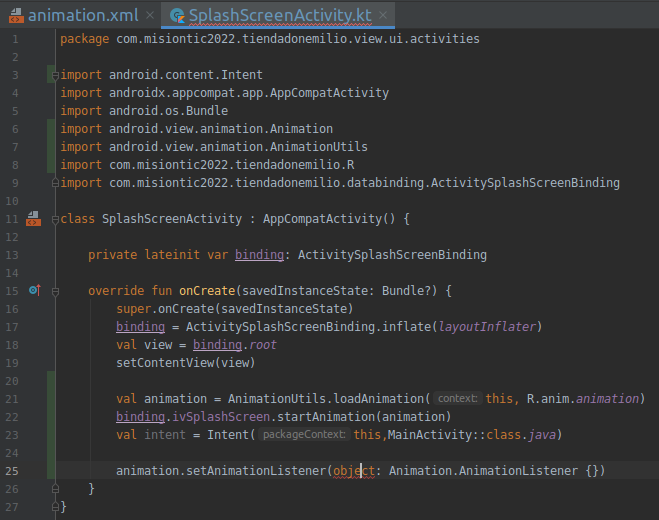 animation.xml SplashScreenActivity.kt
1 package com.misiontic2022.tiendadonemilio.view.ui.activities
2
3 import android.content.Intent
4 import androidx.appcompat.app.AppCompatActivity
5 import android.os.Bundle
6 import android.view.animation.Animation
7 import android.view.animation.AnimationUtils
8 import com.misiontic2022.tiendadonemilio.R
9 import com.misiontic2022.tiendadonemilio.databinding.ActivitySplashScreenBinding
10
11 class SplashScreenActivity : AppCompatActivity() {
12
13 private lateinit var binding: ActivitySplashScreenBinding
14
15 override fun onCreate(savedInstanceState: Bundle?) {
16 super.onCreate(savedInstanceState)
17 binding = ActivitySplashScreenBinding.inflate(layoutInflater)
18 val view = binding.root
19 setContentView(view)
20
21 val animation = AnimationUtils.loadAnimation( context: this, R.anim.animation)
22 binding.ivSplashScreen.startAnimation(animation)
23 val intent = Intent( packageContext: this,MainActivity::class.java)
24
25 animation.setAnimationListener(object: Animation.AnimationListener {})
26 }
27 }